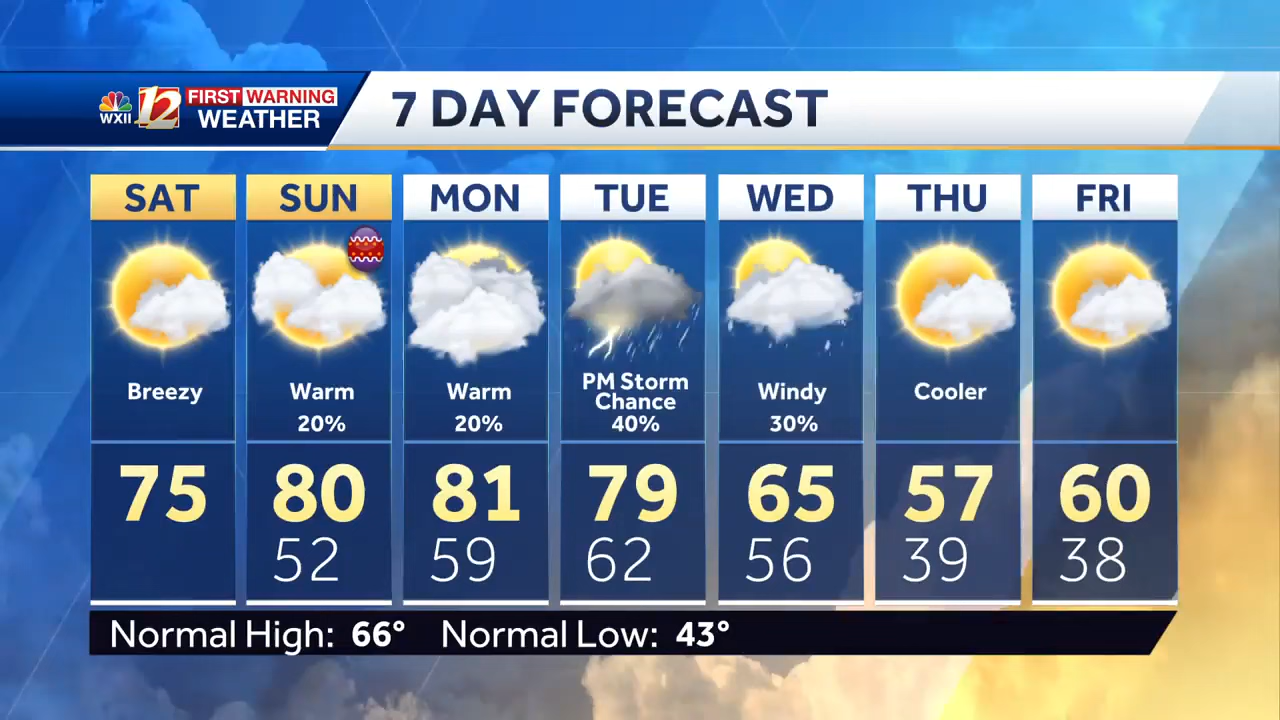 WXII 12 FIRST WARNING WEATHER
7 DAY FORECAST
SAT SUN MON TUE WED THU FRI
Breezy Warm Warm PM Storm Chance Windy Cooler
20% 20% 40% 30%
75 80 81 79 65 57 60
52 59 62 56 39 38
Normal High: 66° Normal Low: 43°